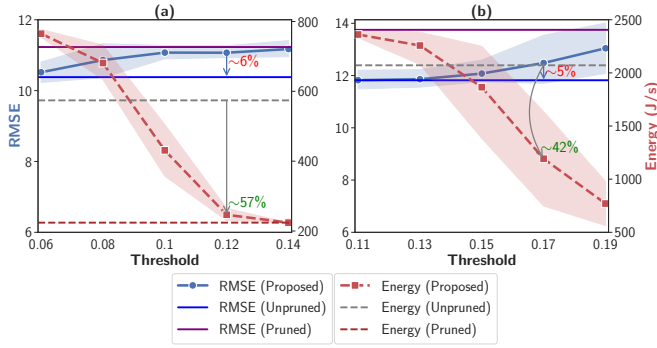 (a)
(b)
12
10
8
6
RMSE
800
600
400
200
~6%
~57%
0.06
0.08
0.1
0.12
0.14
Threshold
14
12
10
8
6
2500
2000
1500
1000
500
Energy (J/s)
~5%
~42%
0.11
0.13
0.15
0.17
0.19
Threshold
RMSE (Proposed)
RMSE (Unpruned)
RMSE (Pruned)
Energy (Proposed)
Energy (Unpruned)
Energy (Pruned)